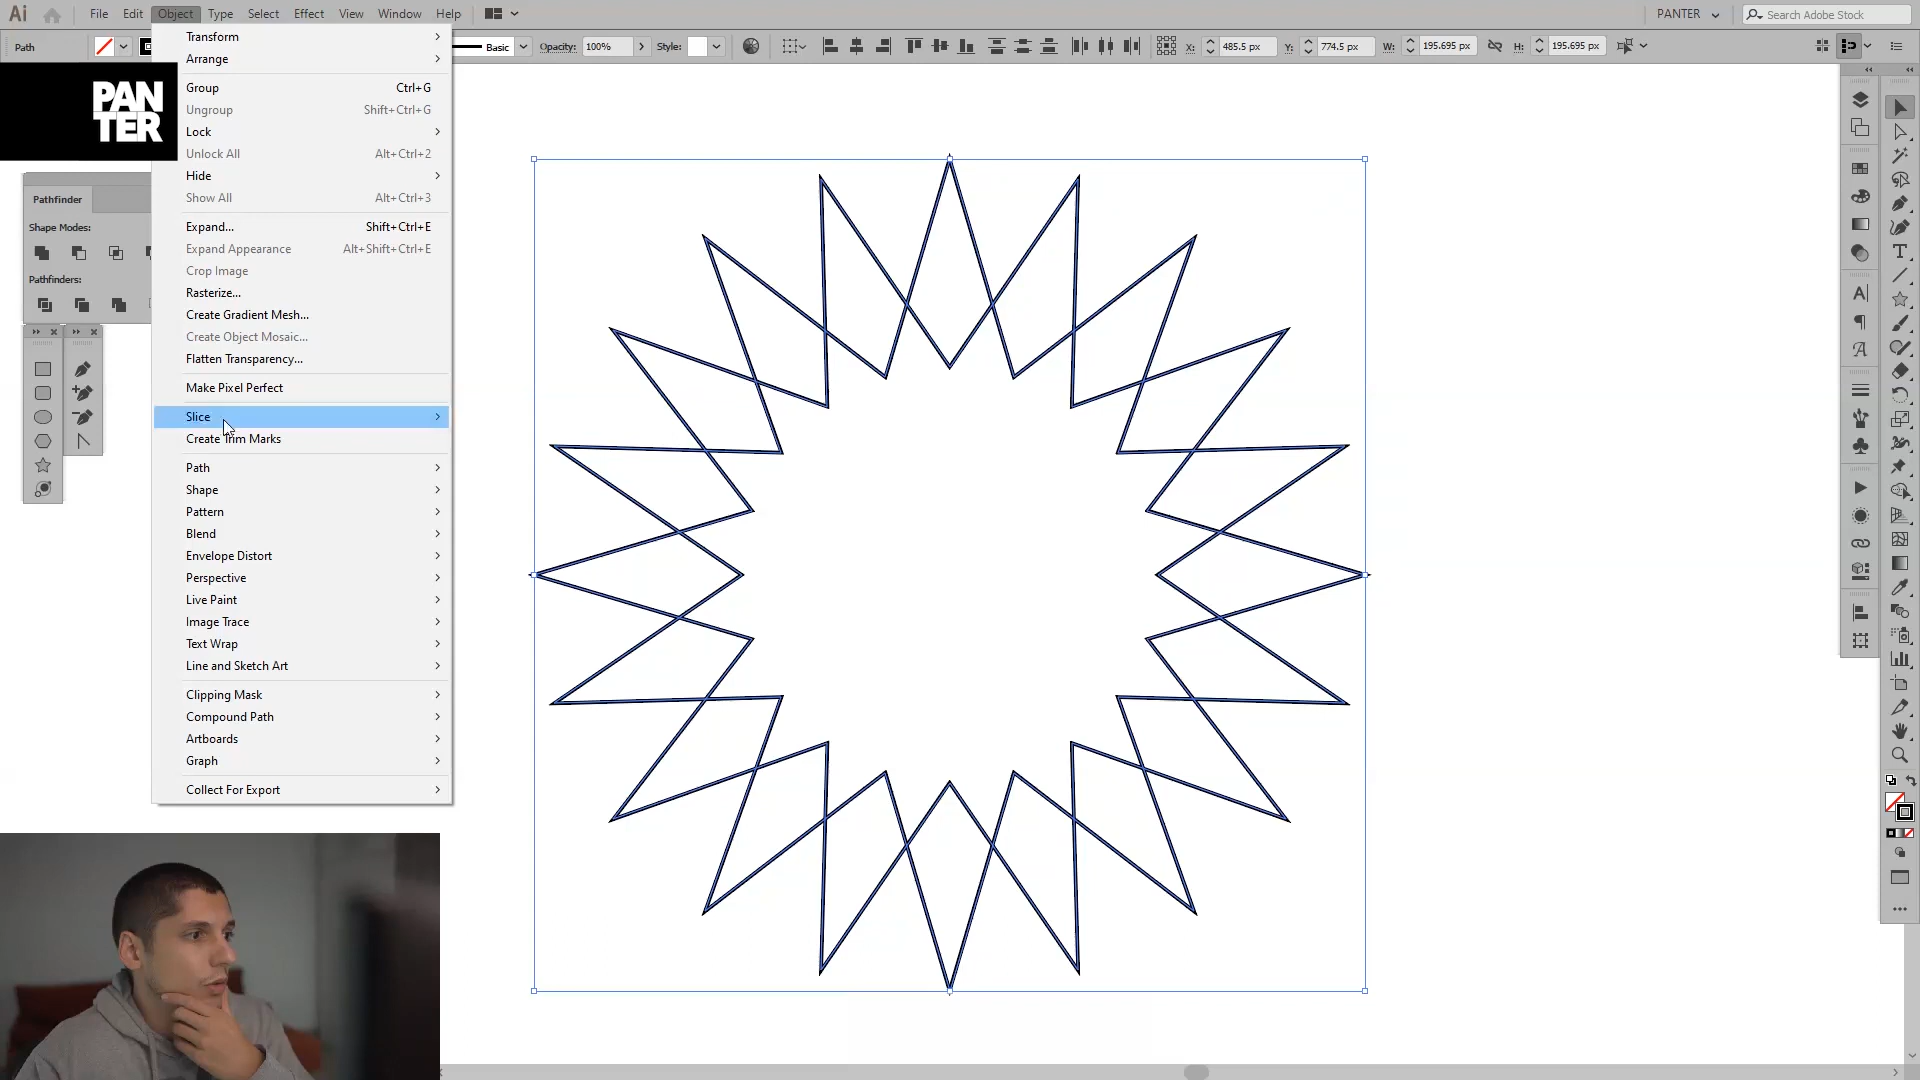 Ai File Edit Object Type Select Effect View Window Help PANTER Search Adobe Stock
Path Basic Opacity: 100% Style: X: 485.5 px Y: 774.5 px W: 195.695 px H: 195.695 px
PAN
TER
Pathfinder
Shape Modes:
Pathfinders:
Transform
Arrange
Group Ctrl+G
Ungroup Shift+Ctrl+G
Lock
Unlock All Alt+Ctrl+2
Hide
Show All Alt+Ctrl+3
Expand... Shift+Ctrl+E
Expand Appearance Alt+Shift+Ctrl+E
Crop Image
Rasterize...
Create Gradient Mesh...
Create Object Mosaic...
Flatten Transparency...
Make Pixel Perfect
Slice
Create Trim Marks
Path
Shape
Pattern
Blend
Envelope Distort
Perspective
Live Paint
Image Trace
Text Wrap
Line and Sketch Art
Clipping Mask
Compound Path
Artboards
Graph
Collect For Export